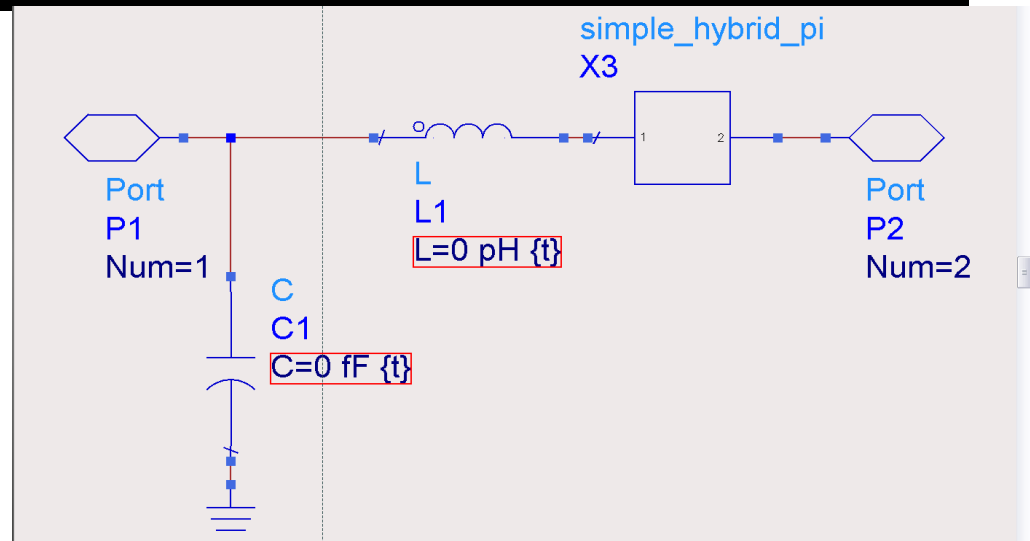 simple_hybrid_pi
X3
1 2
Port
P1
Num=1
L
L1
L=0 pH {t}
Port
P2
Num=2
C
C1
C=0 fF {t}